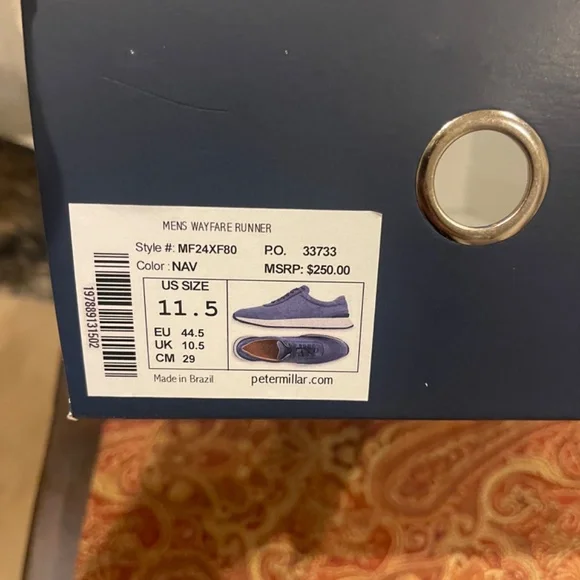 MENS WAYFARE RUNNER
Style #: MF24XF80 P.O. 33733
Color : NAV MSRP: $250.00
US SIZE
11.5
EU 44.5
UK 10.5
CM 29
197889131502
Made in Brazil petermillar.com